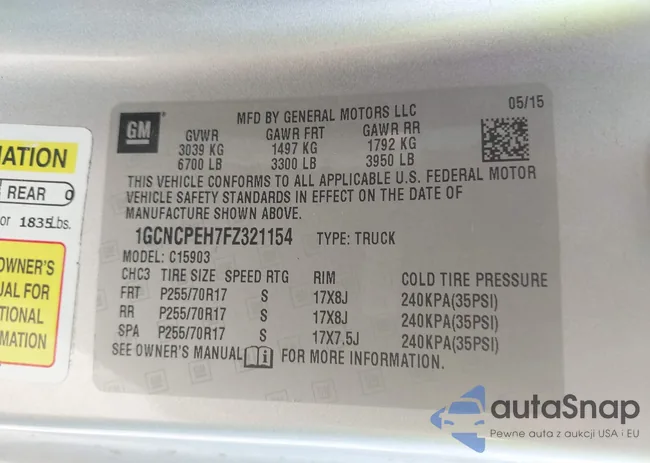 MFD BY GENERAL MOTORS LLC
05/15
GM
GVWR GAWR FRT GAWR RR
3039 KG 1497 KG 1792 KG
6700 LB 3300 LB 3950 LB
THIS VEHICLE CONFORMS TO ALL APPLICABLE U.S. FEDERAL MOTOR
VEHICLE SAFETY STANDARDS IN EFFECT ON THE DATE OF
MANUFACTURE SHOWN ABOVE.
1GCNCPEH7FZ321154 TYPE: TRUCK
MODEL: C15903
CHC3 TIRE SIZE SPEED RTG RIM COLD TIRE PRESSURE
FRT P255/70R17 S 17X8J 240KPA(35PSI)
RR P255/70R17 S 17X8J 240KPA(35PSI)
SPA P255/70R17 S 17X7.5J 240KPA(35PSI)
SEE OWNER'S MANUAL FOR MORE INFORMATION.
MATION
REAR 0
or 1835Lbs.
OWNER'S
UAL FOR
TIONAL
RMATION
autaSnap
Pewne auta z aukcji USA i EU